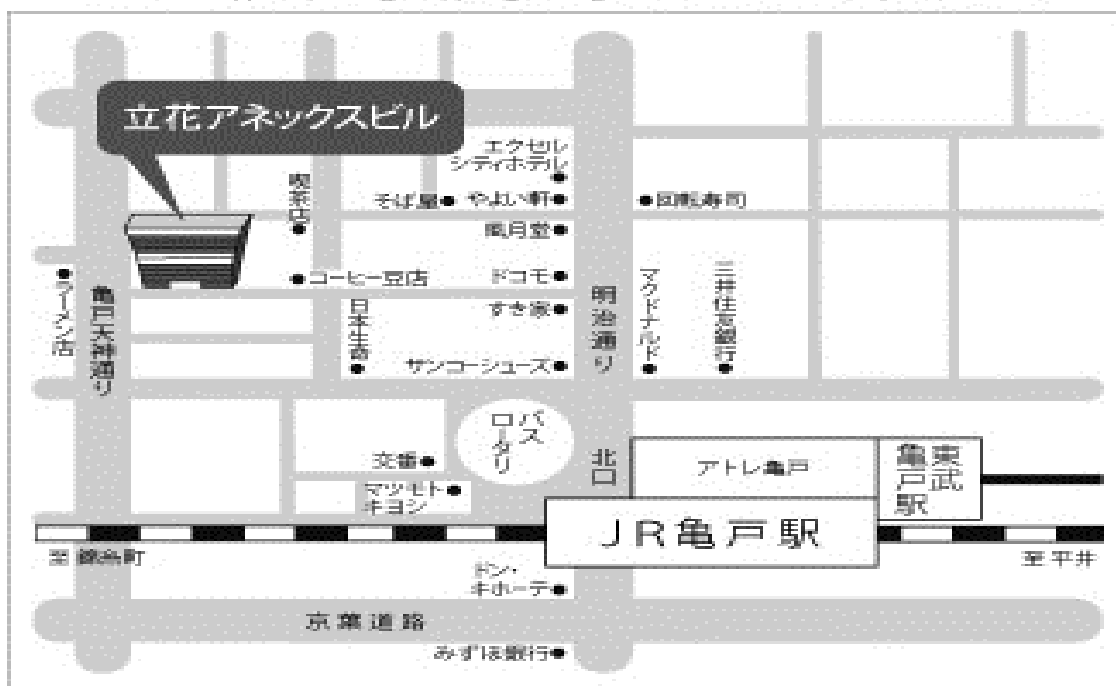 立花アネックスビル
エクセル
シティホテル
喫茶店
そば屋
やよい軒
回転寿司
風月堂
コーヒー豆店
ドコモ
ラーメン店
亀戸天神通り
日本生命
すき家
明治通り
マクドナルド
三井住友銀行
サンコーシューズ
バス
ロータリ
北口
アトレ亀戸
東武
亀戸駅
交番
マツモト
キヨシ
JR亀戸駅
至 錦糸町
至 平井
ドン・
キホーテ
京葉道路
みずほ銀行